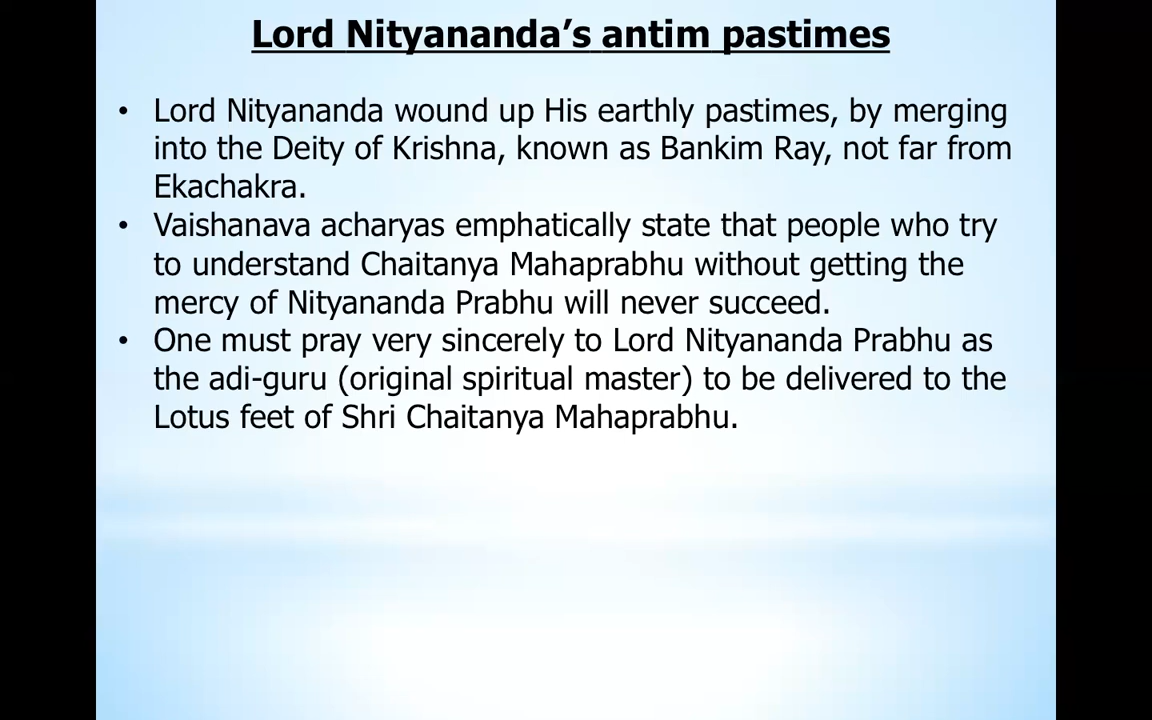 Lord Nityananda’s antim pastimes
• Lord Nityananda wound up His earthly pastimes, by merging
into the Deity of Krishna, known as Bankim Ray, not far from
Ekachakra.
• Vaishanava acharyas emphatically state that people who try
to understand Chaitanya Mahaprabhu without getting the
mercy of Nityananda Prabhu will never succeed.
• One must pray very sincerely to Lord Nityananda Prabhu as
the adi-guru (original spiritual master) to be delivered to the
Lotus feet of Shri Chaitanya Mahaprabhu.